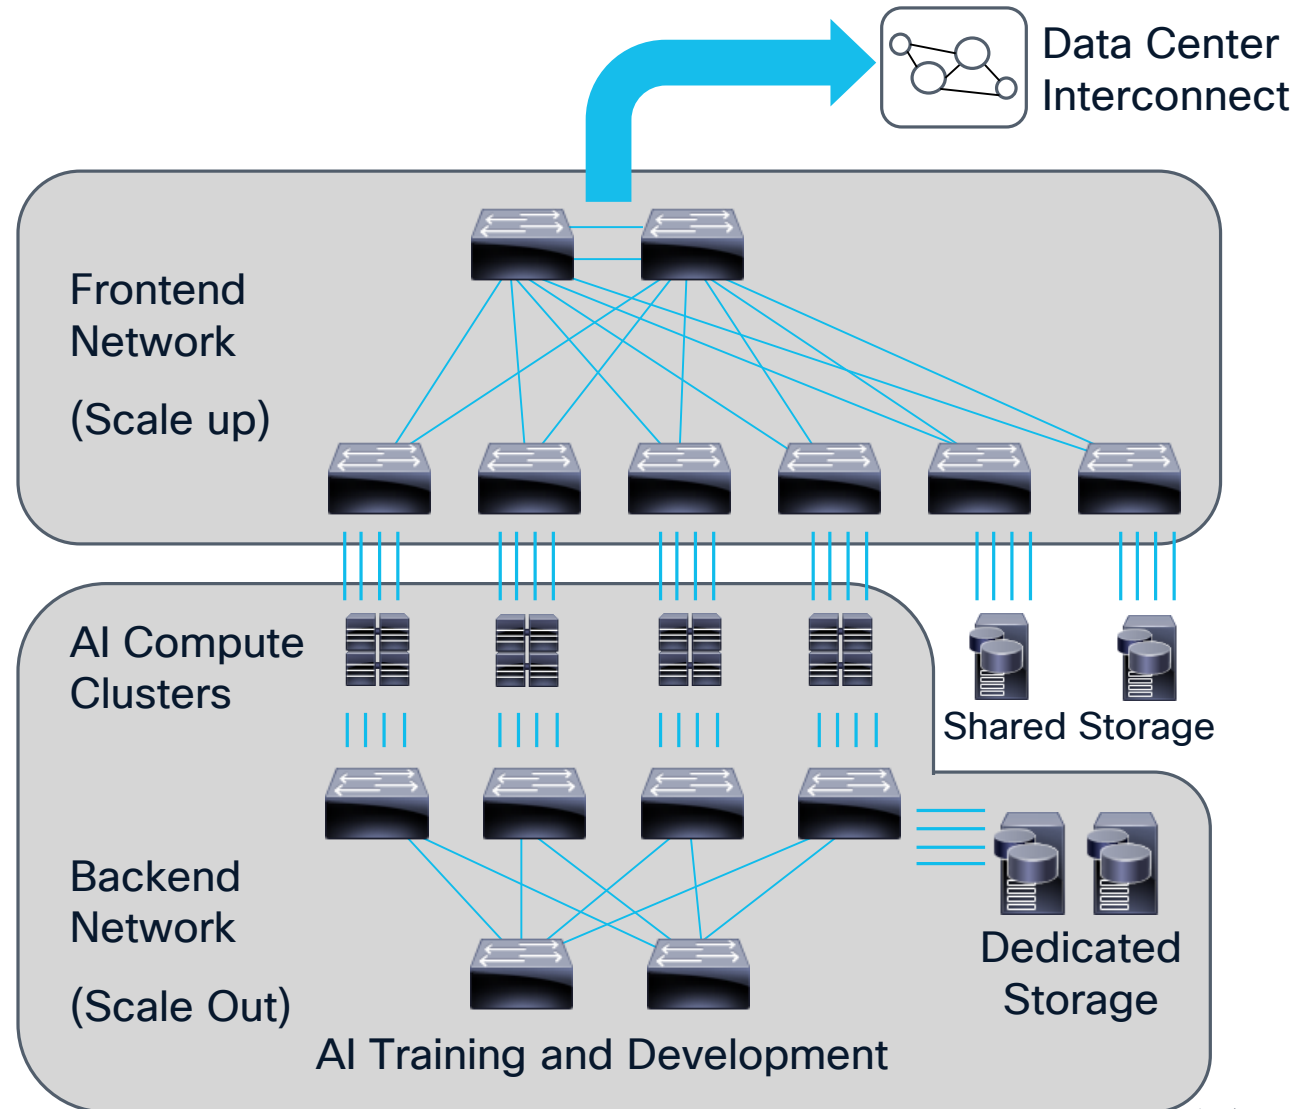 Data Center
Interconnect
Frontend
Network
(Scale up)
AI Compute
Clusters
Shared Storage
Backend
Network
(Scale Out)
Dedicated
Storage
AI Training and Development